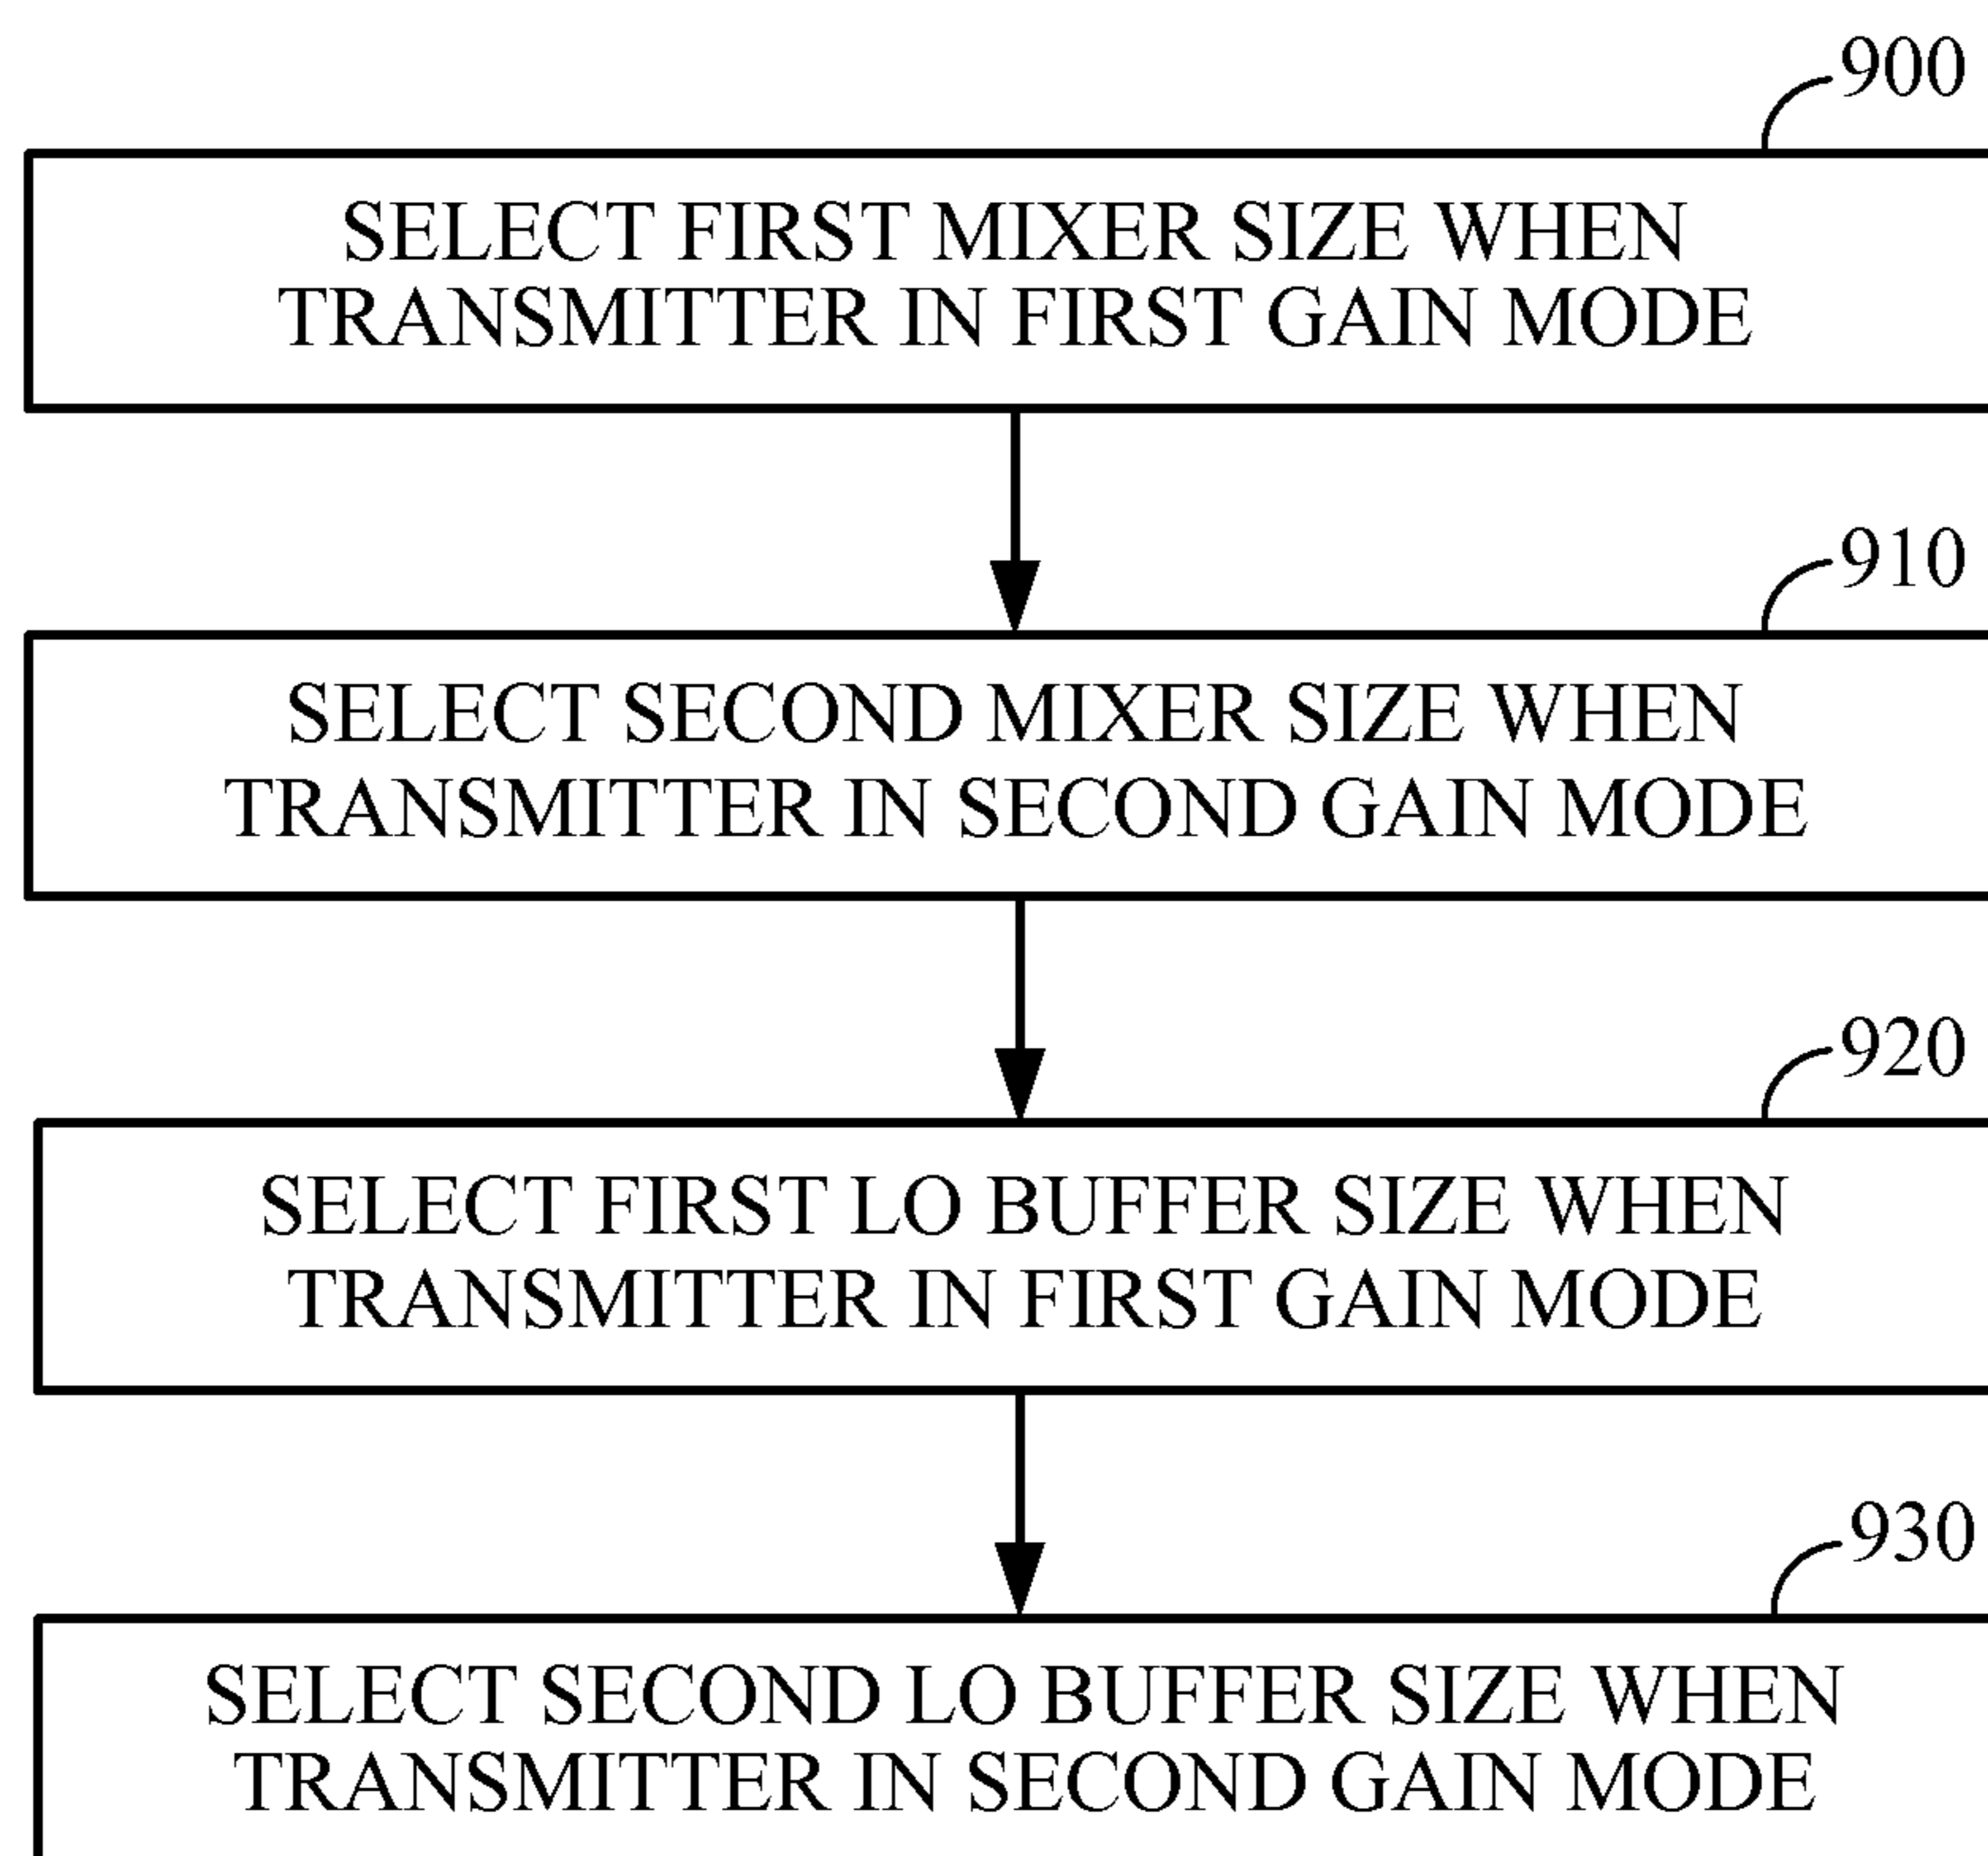 900
SELECT FIRST MIXER SIZE WHEN
TRANSMITTER IN FIRST GAIN MODE
910
SELECT SECOND MIXER SIZE WHEN
TRANSMITTER IN SECOND GAIN MODE
920
SELECT FIRST LO BUFFER SIZE WHEN
TRANSMITTER IN FIRST GAIN MODE
930
SELECT SECOND LO BUFFER SIZE WHEN
TRANSMITTER IN SECOND GAIN MODE